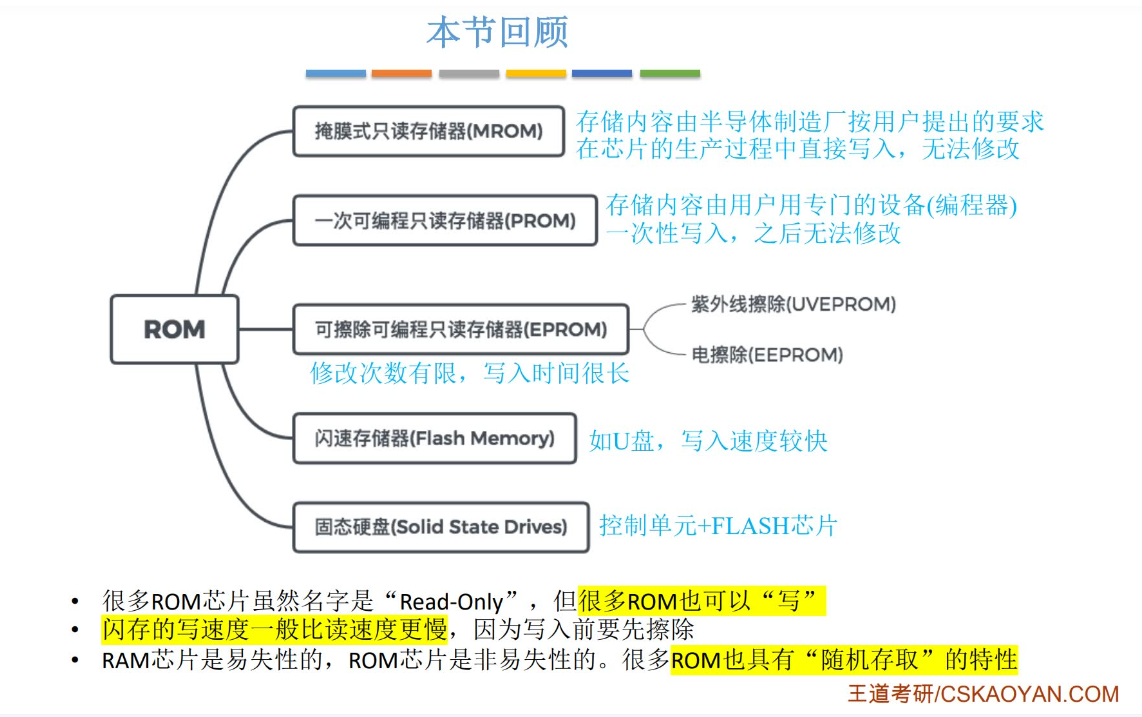 本节回顾
掩膜式只读存储器(MROM)
存储内容由半导体制造厂按用户提出的要求
在芯片的生产过程中直接写入，无法修改
一次可编程只读存储器(PROM)
存储内容由用户用专门的设备(编程器)
一次性写入，之后无法修改
ROM
可擦除可编程只读存储器(EPROM)
紫外线擦除(UVEPROM)
电擦除(EEPROM)
修改次数有限，写入时间很长
闪速存储器(Flash Memory)
如U盘，写入速度较快
固态硬盘(Solid State Drives)
控制单元+FLASH芯片
• 很多ROM芯片虽然名字是“Read-Only”，但很多ROM也可以“写”
• 闪存的写速度一般比读速度更慢，因为写入前要先擦除
• RAM芯片是易失性的，ROM芯片是非易失性的。很多ROM也具有“随机存取”的特性
王道考研/CSKAOYAN.COM